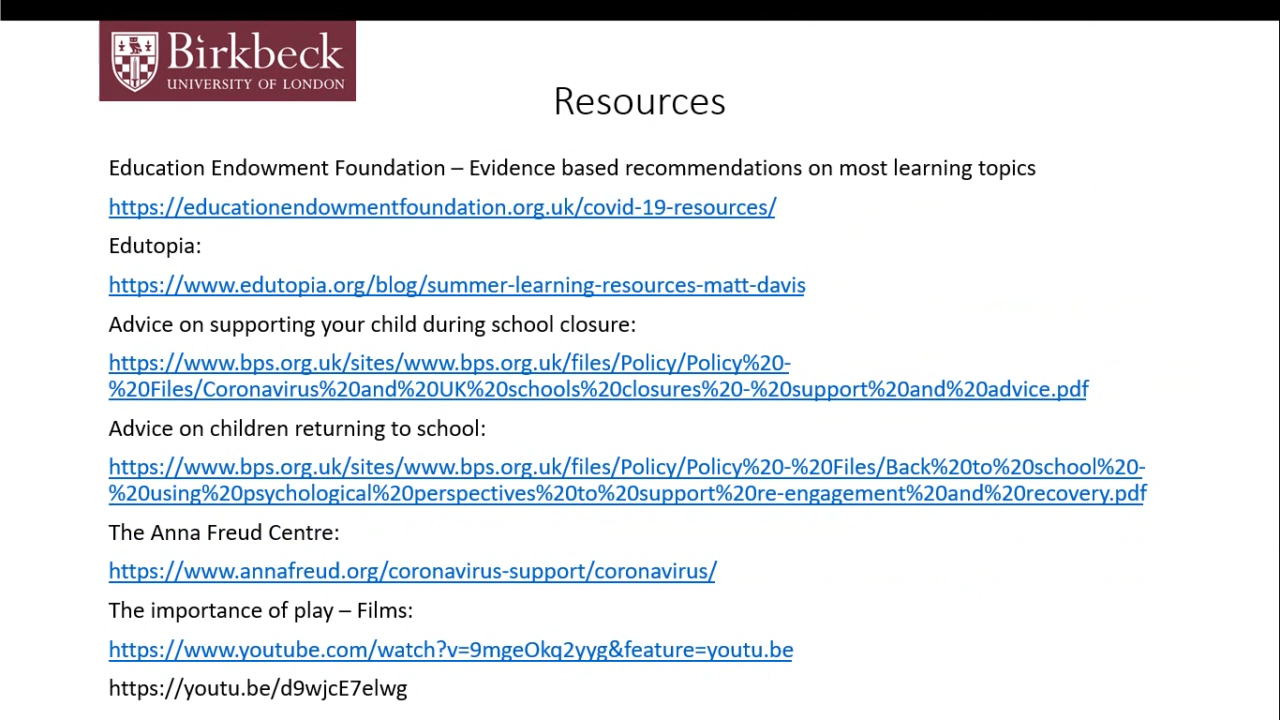 Birkbeck
UNIVERSITY OF LONDON
Resources
Education Endowment Foundation – Evidence based recommendations on most learning topics
https://educationendowmentfoundation.org.uk/covid-19-resources/
Edutopia:
https://www.edutopia.org/blog/summer-learning-resources-matt-davis
Advice on supporting your child during school closure:
https://www.bps.org.uk/sites/www.bps.org.uk/files/Policy/Policy%20-
%20Files/Coronavirus%20and%20UK%20schools%20closures%20-%20support%20and%20advice.pdf
Advice on children returning to school:
https://www.bps.org.uk/sites/www.bps.org.uk/files/Policy/Policy%20-%20Files/Back%20to%20school%20-
%20using%20psychological%20perspectives%20to%20support%20re-engagement%20and%20recovery.pdf
The Anna Freud Centre:
https://www.annafreud.org/coronavirus-support/coronavirus/
The importance of play – Films:
https://www.youtube.com/watch?v=9mgeOkq2yyg&feature=youtu.be
https://youtu.be/d9wjcE7elwg